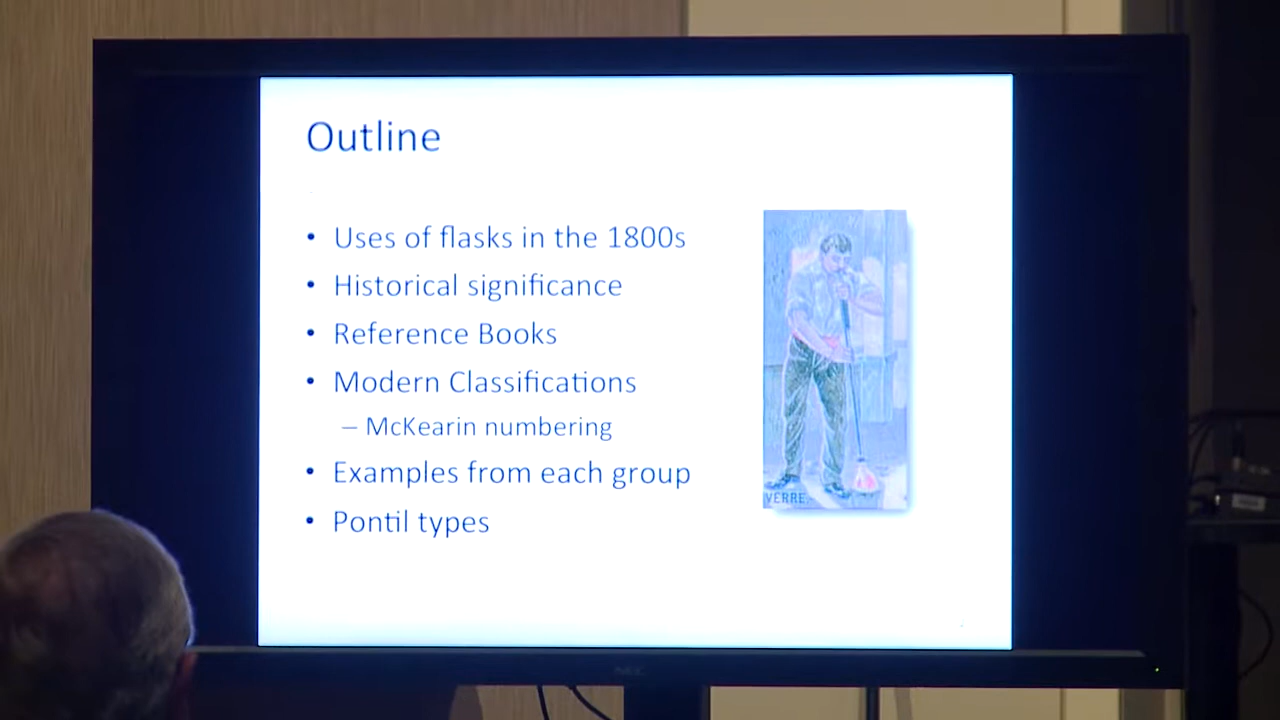 Outline
• Uses of flasks in the 1800s
• Historical significance
• Reference Books
• Modern Classifications
– McKearin numbering
• Examples from each group
• Pontil types
VERRE
NEC